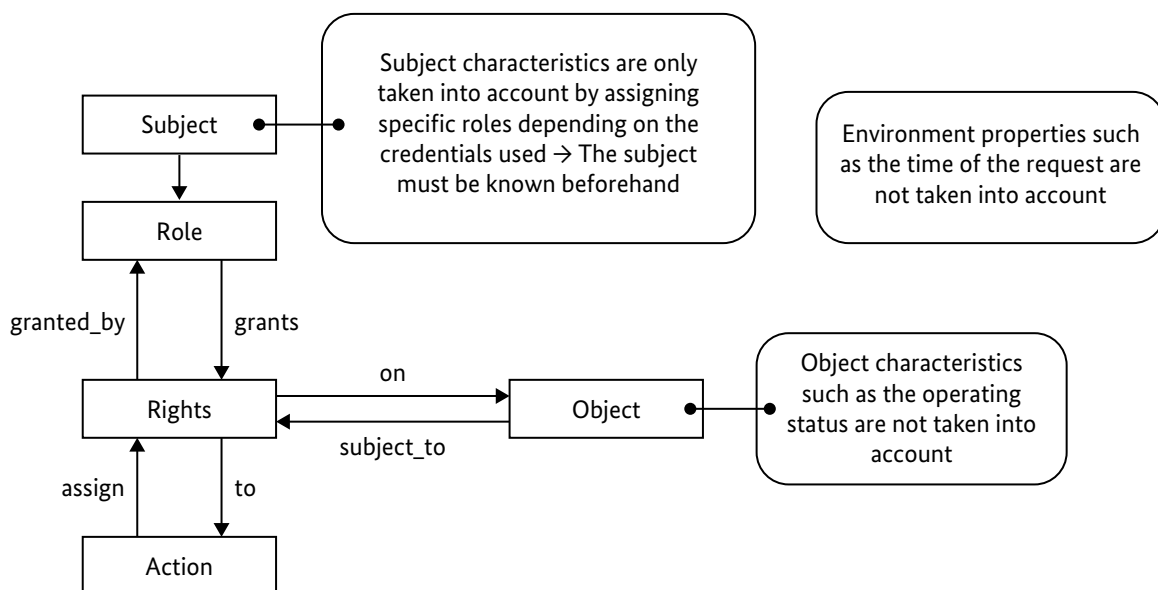 Subject characteristics are only
taken into account by assigning
specific roles depending on the
credentials used → The subject
must be known beforehand
Subject
Environment properties such
as the time of the request are
not taken into account
Role
granted_by
grants
Rights
on
subject_to
Object
Object characteristics
such as the operating
status are not taken into
account
assign
to
Action